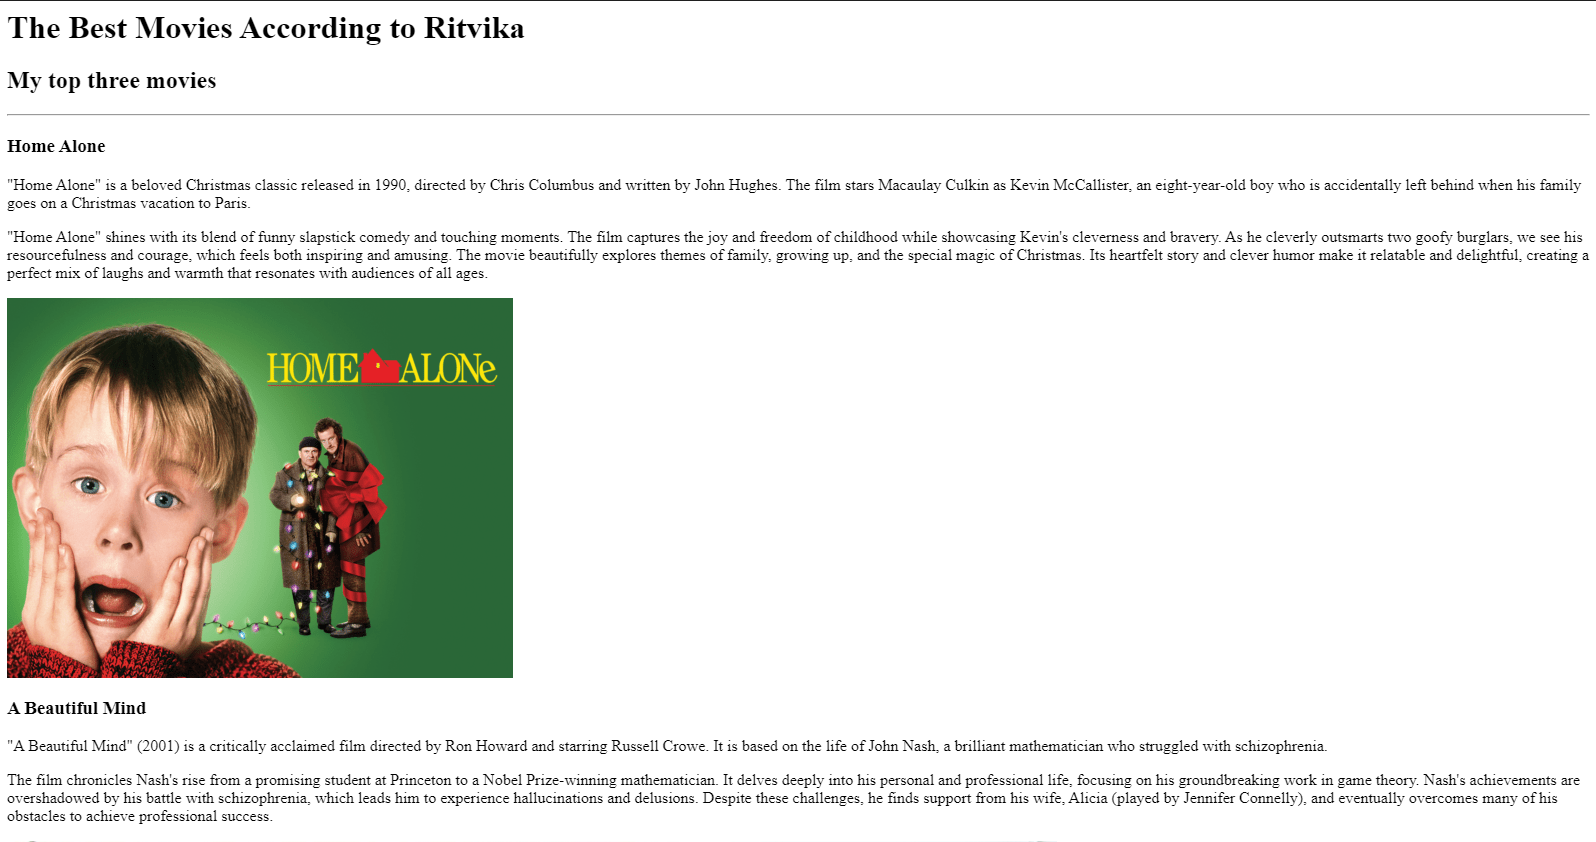 The Best Movies According to Ritvika
My top three movies
Home Alone
"Home Alone" is a beloved Christmas classic released in 1990, directed by Chris Columbus and written by John Hughes. The film stars Macaulay Culkin as Kevin McCallister, an eight-year-old boy who is accidentally left behind when his family
goes on a Christmas vacation to Paris.
"Home Alone" shines with its blend of funny slapstick comedy and touching moments. The film captures the joy and freedom of childhood while showcasing Kevin's cleverness and bravery. As he cleverly outsmarts two goofy burglars, we see his
resourcefulness and courage, which feels both inspiring and amusing. The movie beautifully explores themes of family, growing up, and the special magic of Christmas. Its heartfelt story and clever humor make it relatable and delightful, creating a
perfect mix of laughs and warmth that resonates with audiences of all ages.
HOME ALONe
A Beautiful Mind
"A Beautiful Mind" (2001) is a critically acclaimed film directed by Ron Howard and starring Russell Crowe. It is based on the life of John Nash, a brilliant mathematician who struggled with schizophrenia.
The film chronicles Nash's rise from a promising student at Princeton to a Nobel Prize-winning mathematician. It delves deeply into his personal and professional life, focusing on his groundbreaking work in game theory. Nash's achievements are
overshadowed by his battle with schizophrenia, which leads him to experience hallucinations and delusions. Despite these challenges, he finds support from his wife, Alicia (played by Jennifer Connelly), and eventually overcomes many of his
obstacles to achieve professional success.